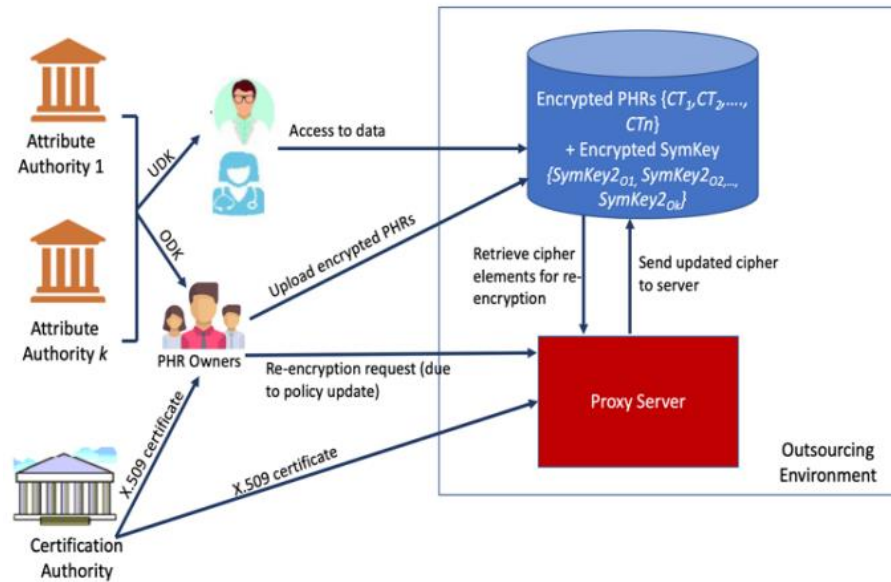 Attribute
Authority 1
Attribute
Authority k
UDK
ODK
Access to data
Upload encrypted PHRs
PHR Owners
Re-encryption request (due
to policy update)
X.509 certificate
X.509 certificate
Certification
Authority
Encrypted PHRs {CT1,CT2,....,
CTn}
+ Encrypted SymKey
{SymKey2O1, SymKey2O2,..,
SymKey2Ok}
Retrieve cipher
elements for re-
encryption
Send updated cipher
to server
Proxy Server
Outsourcing
Environment